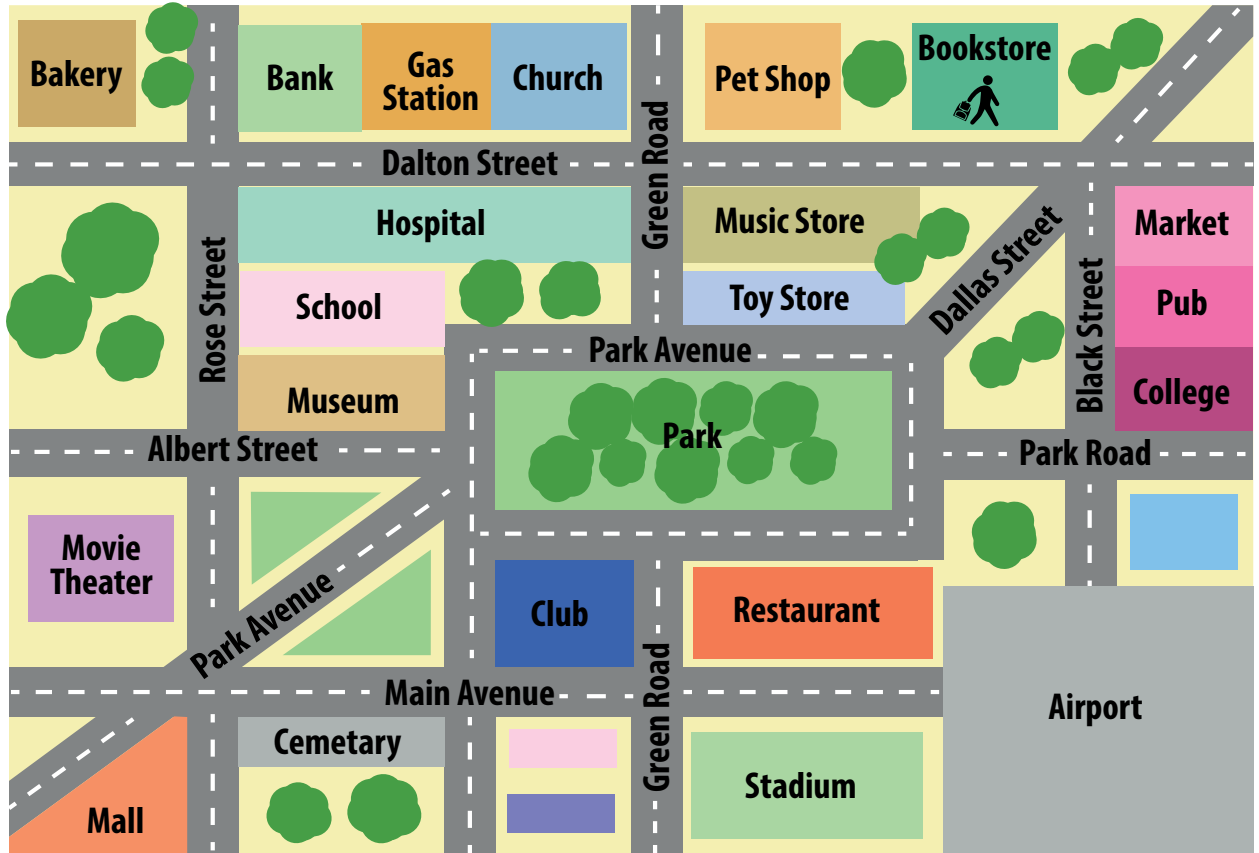 Bakery
Bank
Gas
Station
Church
Pet Shop
Bookstore
Dalton Street
Green Road
Hospital
Music Store
Market
School
Toy Store
Dallas Street
Pub
Rose Street
Park Avenue
Black Street
Museum
Park
College
Albert Street
Park Road
Movie
Theater
Park Avenue
Club
Restaurant
Main Avenue
Green Road
Airport
Cemetary
Stadium
Mall